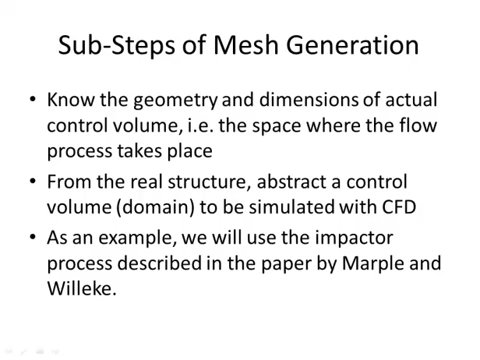 Sub-Steps of Mesh Generation
• Know the geometry and dimensions of actual
control volume, i.e. the space where the flow
process takes place
• From the real structure, abstract a control
volume (domain) to be simulated with CFD
• As an example, we will use the impactor
process described in the paper by Marple and
Willeke.